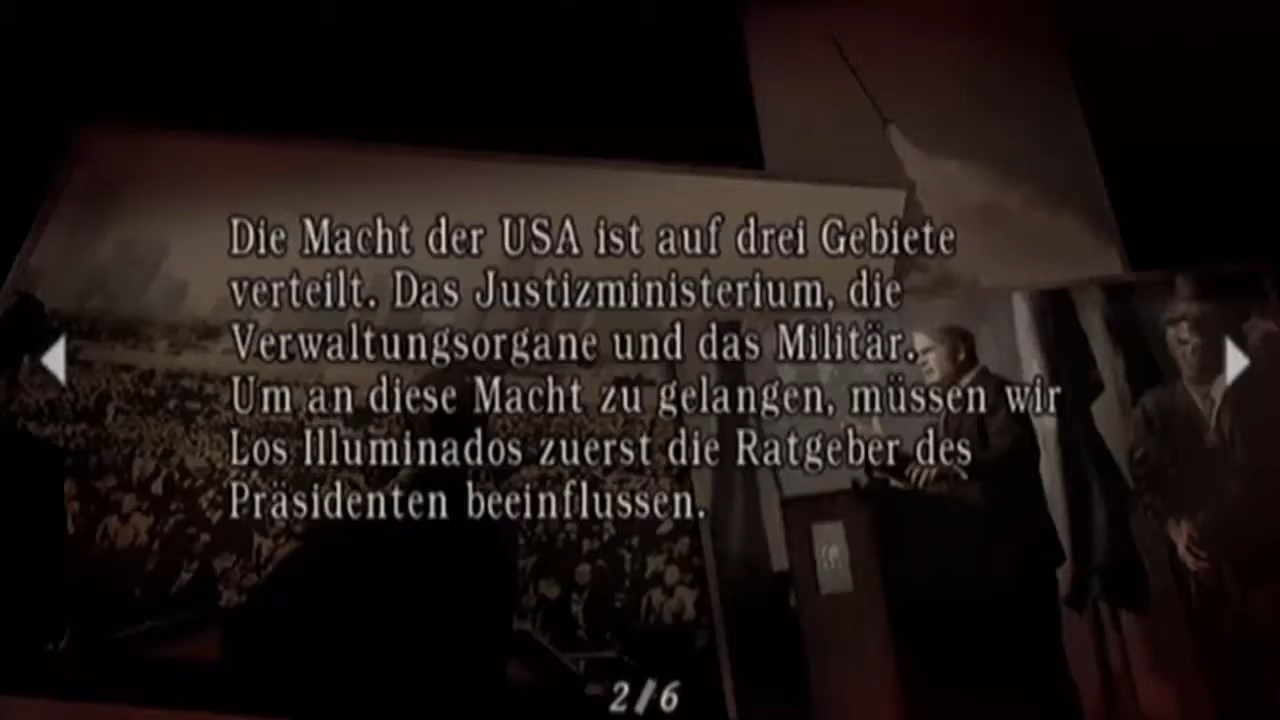 Die Macht der USA ist auf drei Gebiete
verteilt. Das Justizministerium, die
Verwaltungsorgane und das Militär.
Um an diese Macht zu gelangen, müssen wir
Los Illuminados zuerst die Ratgeber des
Präsidenten beeinflussen.
2/6